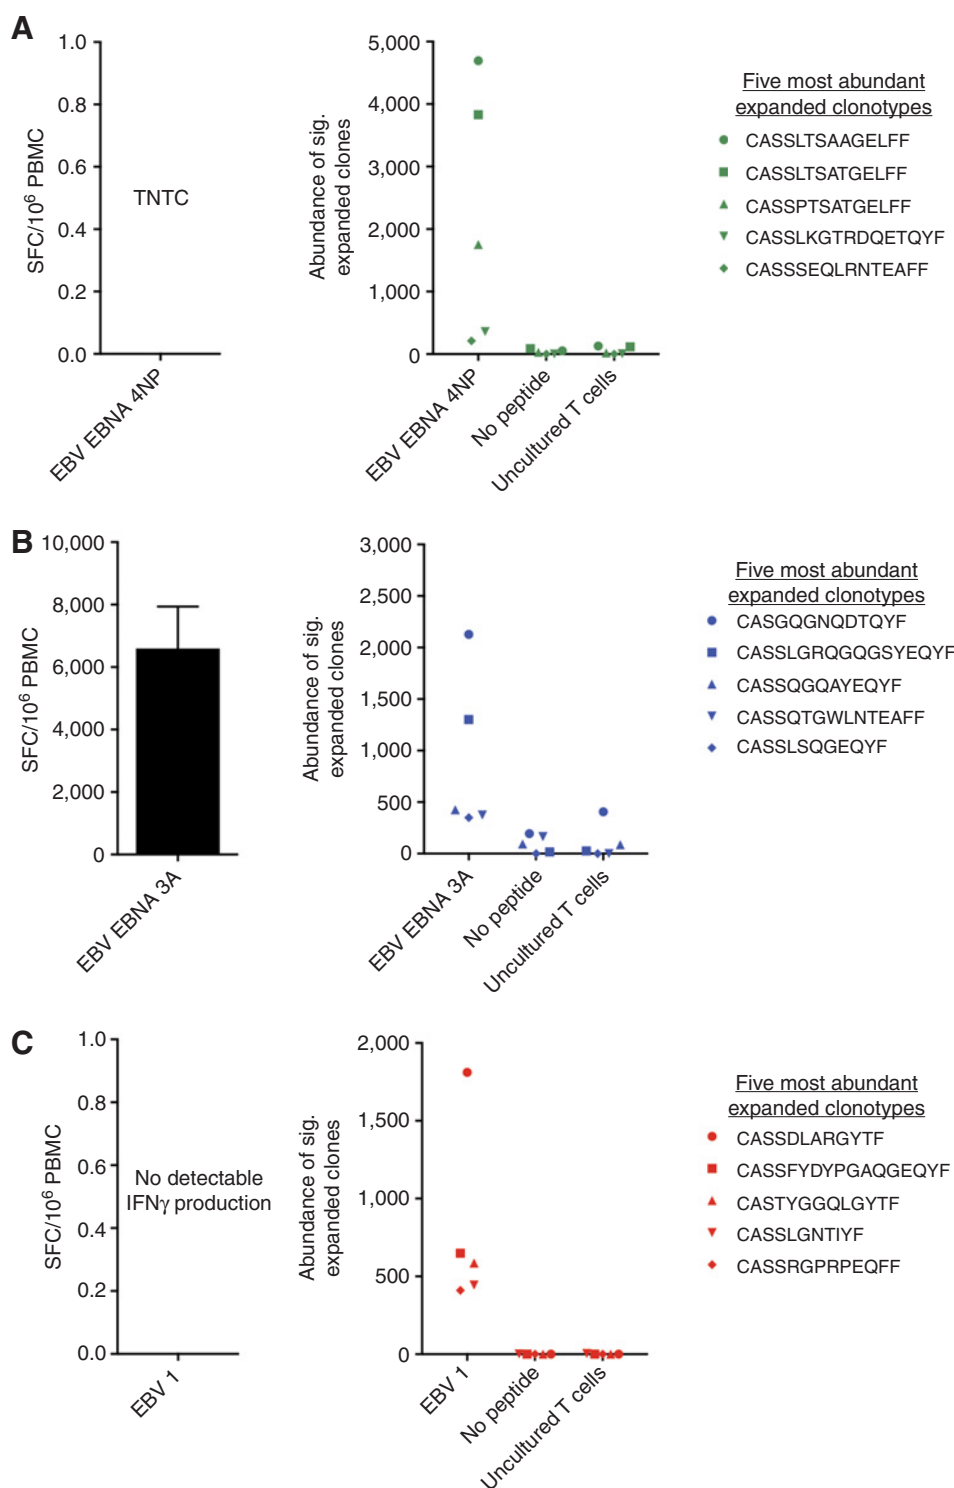 A
1.0
0.8
0.6
0.4
0.2
0.0
SFC/10⁶ PBMC
TNTC
EBV EBNA 4NP
5,000
4,000
3,000
2,000
1,000
0
Abundance of sig.
expanded clones
EBV EBNA 4NP
No peptide
Uncultured T cells
Five most abundant
expanded clonotypes
CASSLTSAAGELFF
CASSLTSATGELFF
CASSPTSATGELFF
CASSLKGTRDQETQYF
CASSSEQLRNTEAFF
B
10,000
8,000
6,000
4,000
2,000
0
SFC/10⁶ PBMC
EBV EBNA 3A
3,000
2,500
2,000
1,500
1,000
500
0
Abundance of sig.
expanded clones
EBV EBNA 3A
No peptide
Uncultured T cells
Five most abundant
expanded clonotypes
CASGQGNQDTQYF
CASSLGRQGQGSYEQYF
CASSQGQAYEQYF
CASSQTGWLNTEAFF
CASSLSQGEQYF
C
1.0
0.8
0.6
0.4
0.2
0.0
SFC/10⁶ PBMC
No detectable
IFNγ production
EBV 1
2,000
1,500
1,000
500
0
Abundance of sig.
expanded clones
EBV 1
No peptide
Uncultured T cells
Five most abundant
expanded clonotypes
CASSDLARGYTF
CASSFYDYPGAQGEQYF
CASTYGGQLGYTF
CASSLGNTIYF
CASSRGPRPEQFF